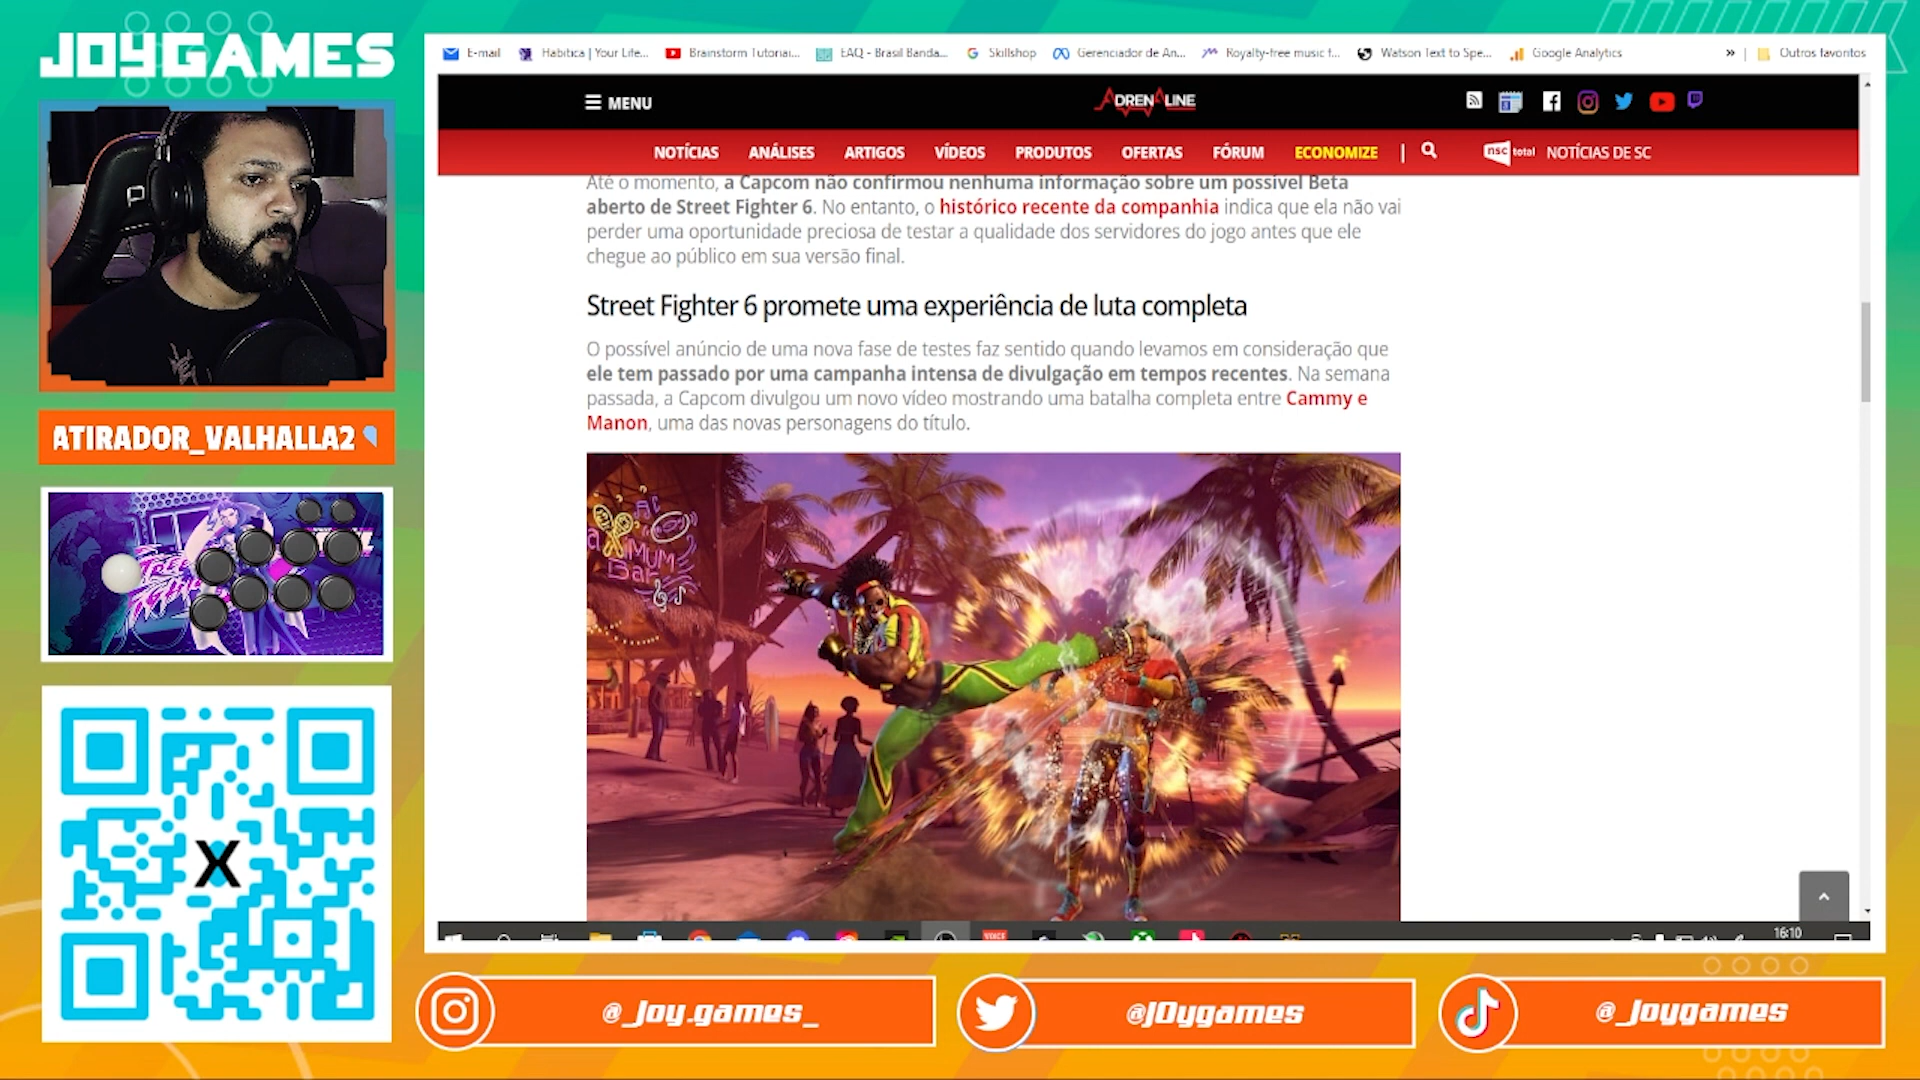 JOYGAMES
E-mail
Habitica | Your Life...
Brainstorm Tutoriai...
EAQ - Brasil Banda...
Skillshop
Gerenciador de An...
Royalty-free music f...
Watson Text to Spe...
Google Analytics
»
Outros favoritos
MENU
ADRENALINE
NOTÍCIAS
ANÁLISES
ARTIGOS
VÍDEOS
PRODUTOS
OFERTAS
FÓRUM
ECONOMIZE
nsc total
NOTÍCIAS DE SC
Até o momento, a Capcom não confirmou nenhuma informação sobre um possível Beta
aberto de Street Fighter 6. No entanto, o histórico recente da companhia indica que ela não vai
perder uma oportunidade preciosa de testar a qualidade dos servidores do jogo antes que ele
chegue ao público em sua versão final.
Street Fighter 6 promete uma experiência de luta completa
O possível anúncio de uma nova fase de testes faz sentido quando levamos em consideração que
ele tem passado por uma campanha intensa de divulgação em tempos recentes. Na semana
passada, a Capcom divulgou um novo vídeo mostrando uma batalha completa entre Cammy e
Manon, uma das novas personagens do título.
MUM
Bar
ATIRADOR_VALHALLA2
X
VOICE
16:10
@_Joy.games_
@J0ygames
@_Joygames